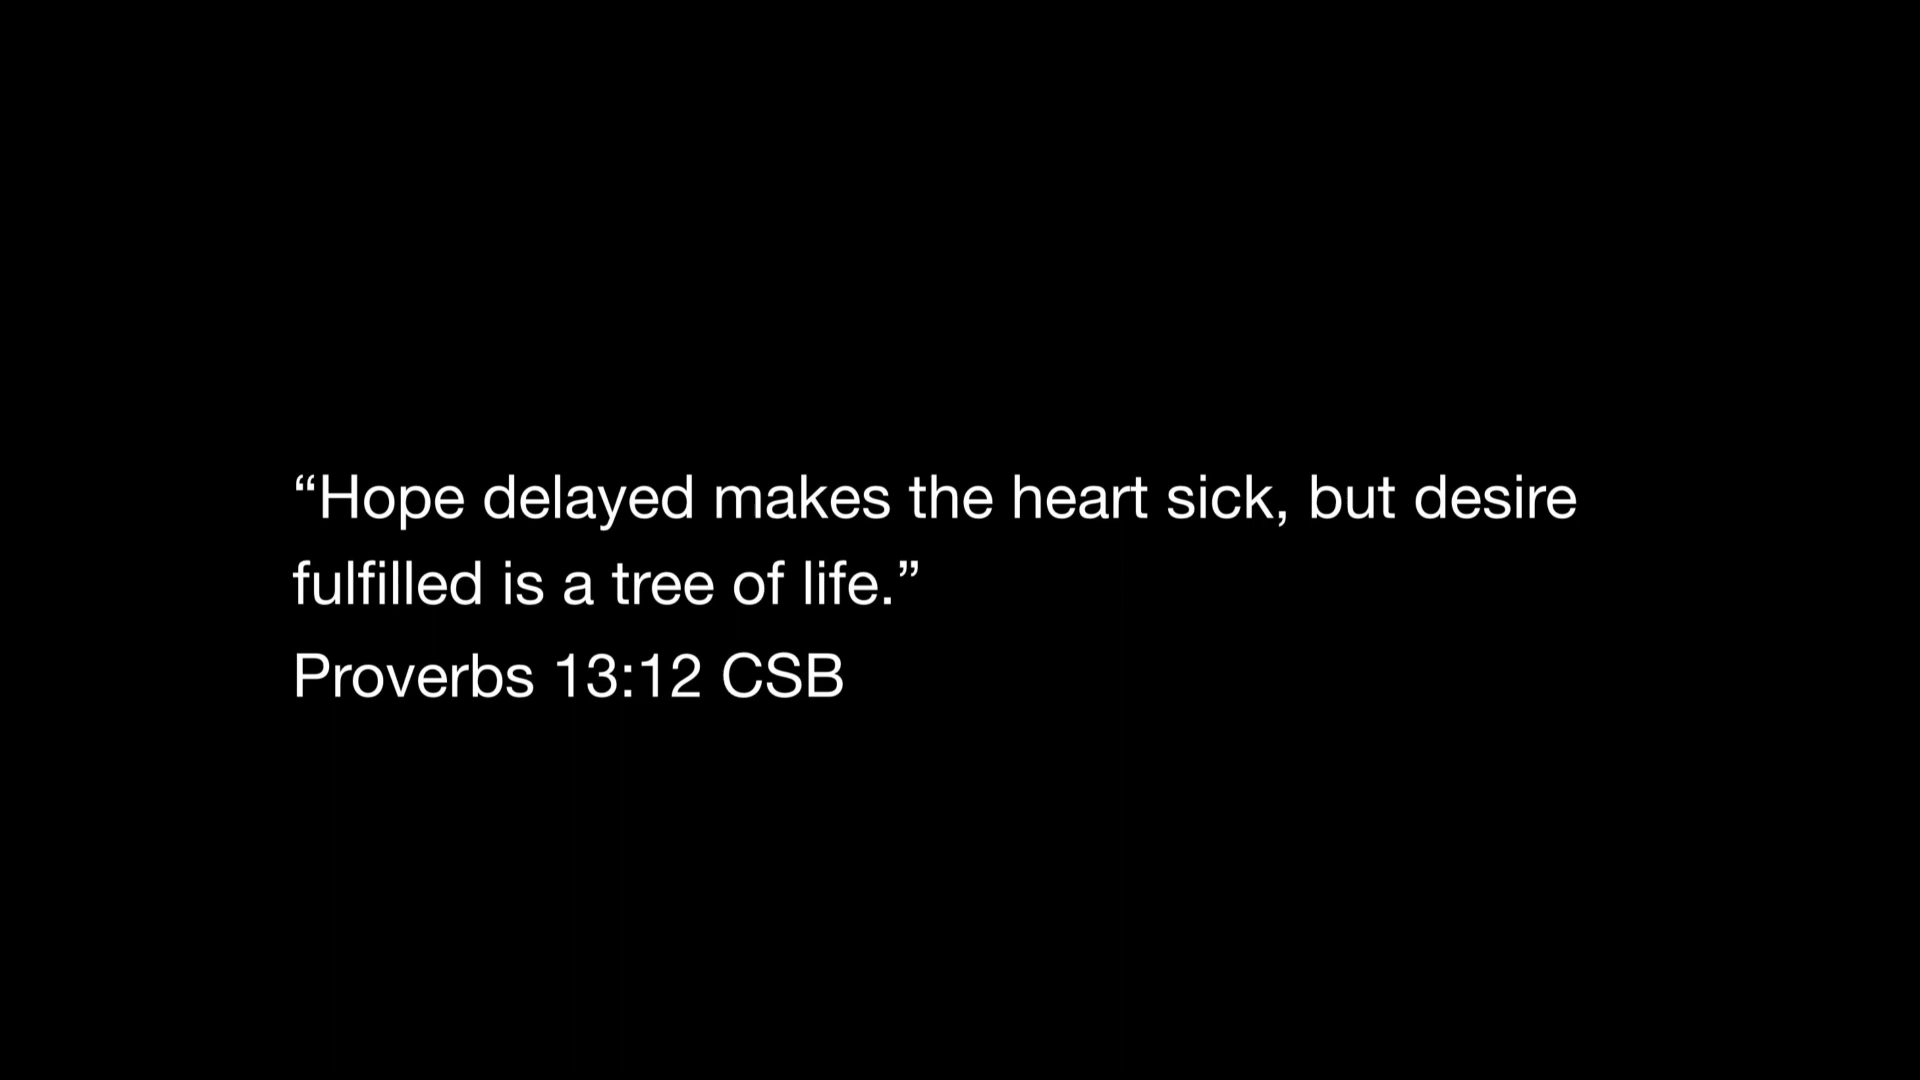 “Hope delayed makes the heart sick, but desire
fulfilled is a tree of life.”
Proverbs 13:12 CSB